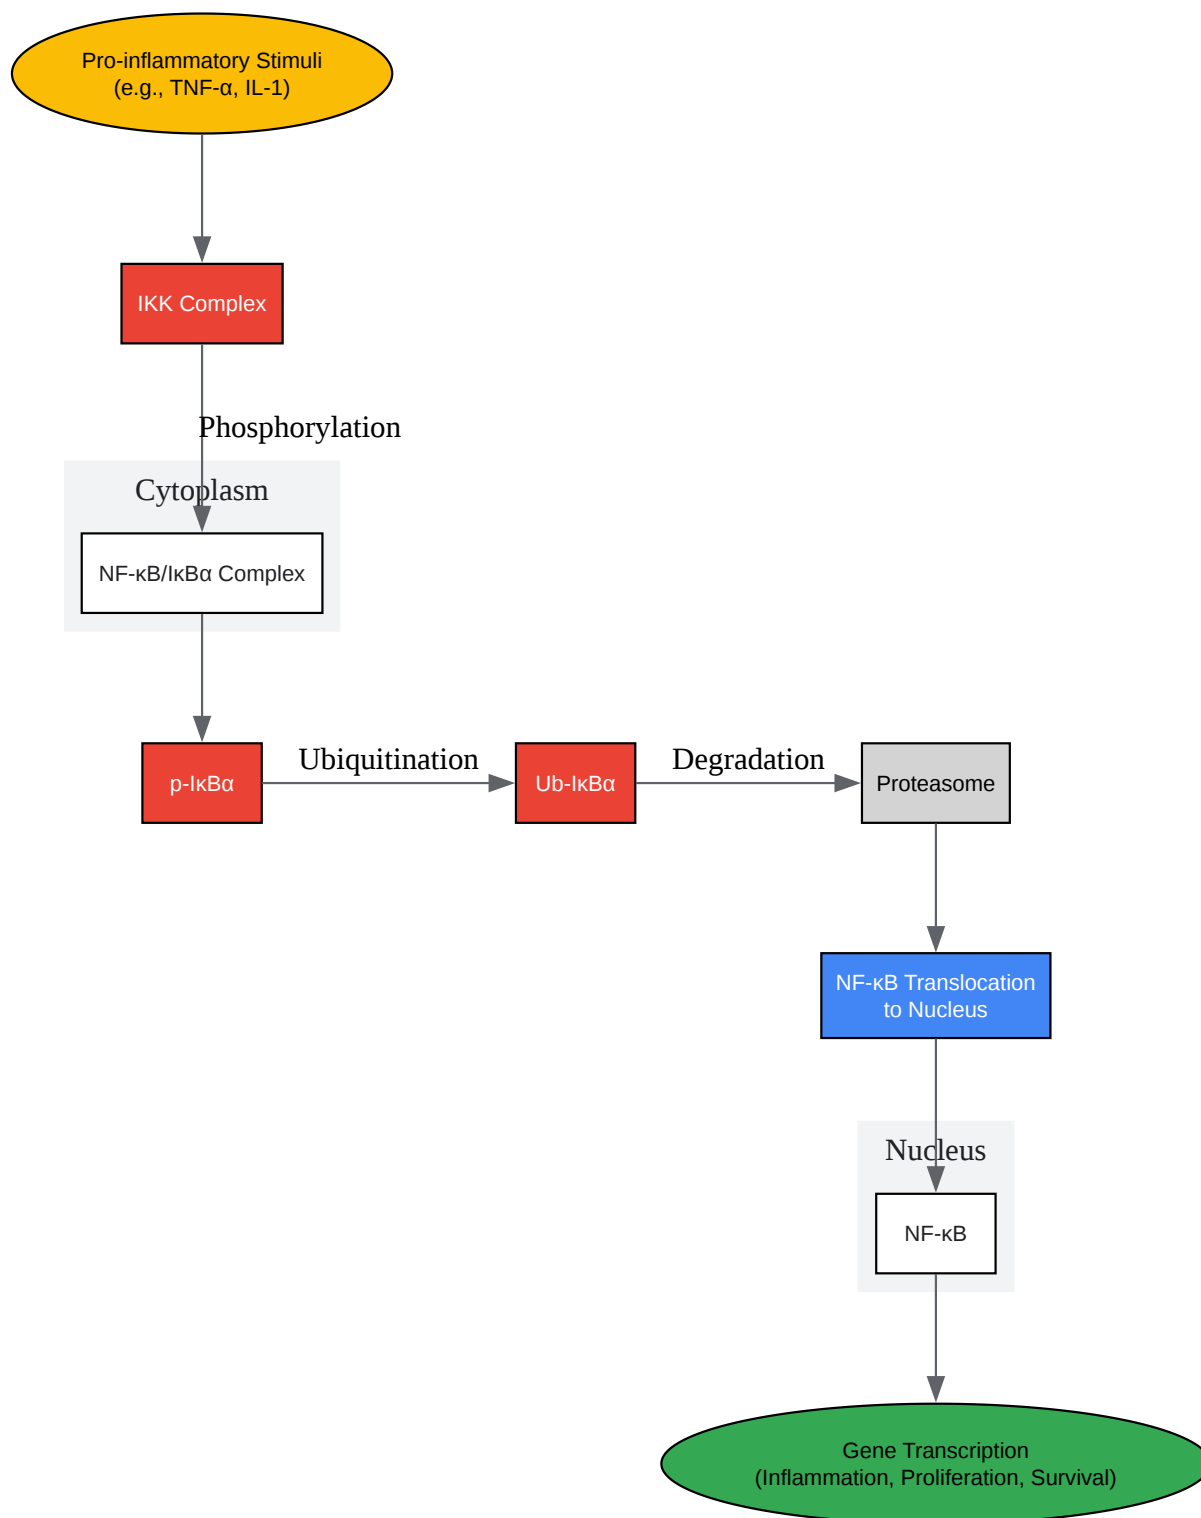 Pro-inflammatory Stimuli
(e.g., TNF-α, IL-1)
IKK Complex
Phosphorylation
Cytoplasm
NF-κB/IκBα Complex
p-IκBα
Ubiquitination
Ub-IκBα
Degradation
Proteasome
NF-κB Translocation
to Nucleus
Nucleus
NF-κB
Gene Transcription
(Inflammation, Proliferation, Survival)